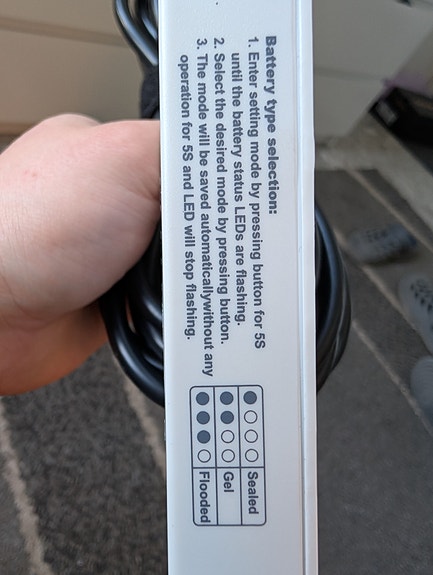 Battery type selection:
1. Enter setting mode by pressing button for 5S
until the battery status LEDs are flashing.
2. Select the desired mode by pressing button.
3. The mode will be saved automaticallywithout any
operation for 5S and LED will stop flashing.
Sealed
Gel
Flooded